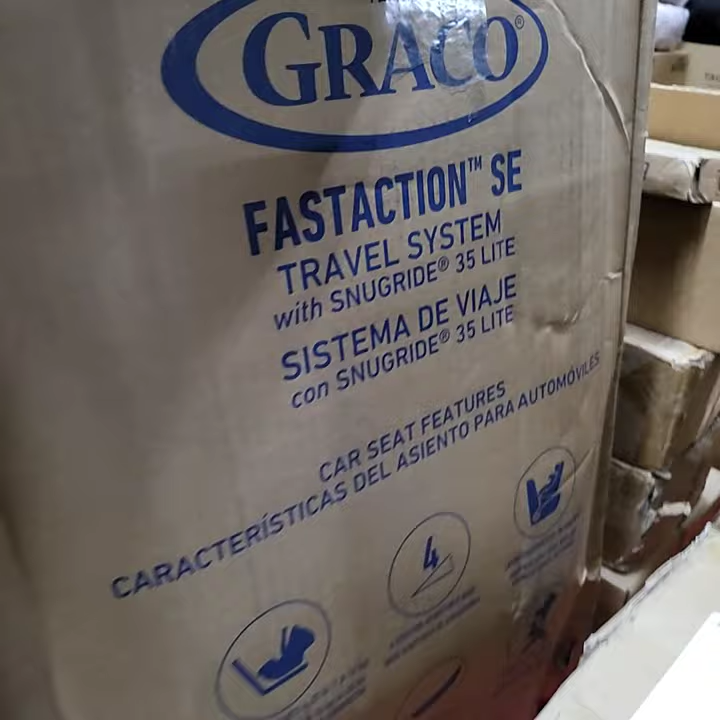 GRACO®
FASTACTION™ SE
TRAVEL SYSTEM
with SNUGRIDE® 35 LITE
SISTEMA DE VIAJE
con SNUGRIDE® 35 LITE
CAR SEAT FEATURES
CARACTERÍSTICAS DEL ASIENTO PARA AUTOMÓVILES
4